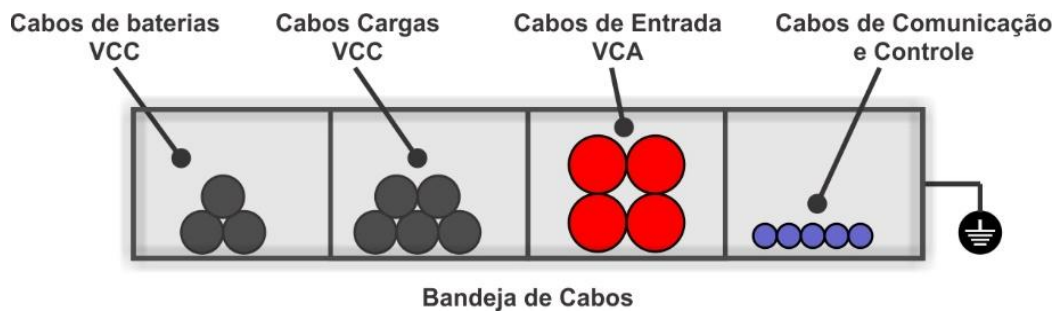 Cabos de baterias
VCC
Cabos Cargas
VCC
Cabos de Entrada
VCA
Cabos de Comunicação
e Controle
Bandeja de Cabos